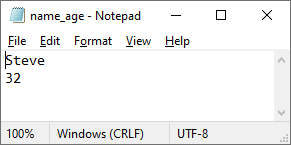 name_age - Notepad
File Edit Format View Help
Steve
32
100% Windows (CRLF) UTF-8